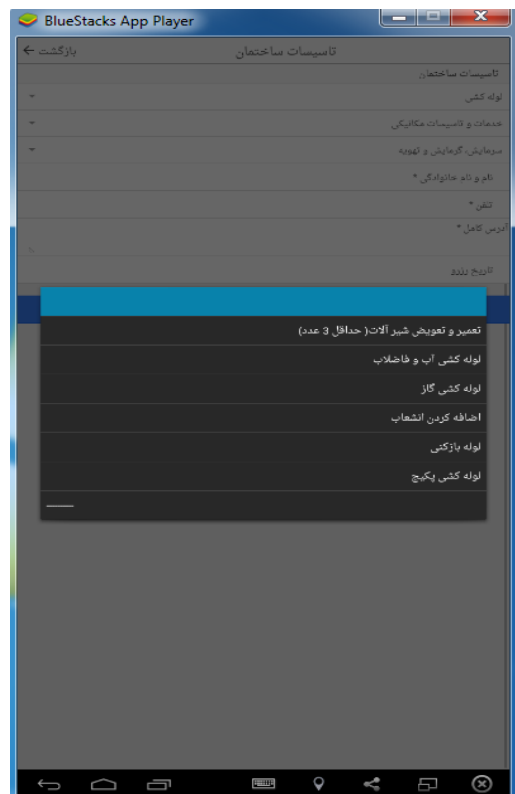 BlueStacks App Player
تاسیسات ساختمان
بازگشت
تاسیسات ساختمان
لوله کشی
خدمات و تاسیسات مکانیکی
سرمایش، گرمایش و تهویه
نام و نام خانوادگی *
تلفن *
آدرس کامل *
تاریخ رزرو
تعمیر و تعویض شیر آلات( حداقل 3 عدد)
لوله کشی آب و فاضلاب
لوله کشی گاز
اضافه کردن انشعاب
لوله بازکنی
لوله کشی پکیج